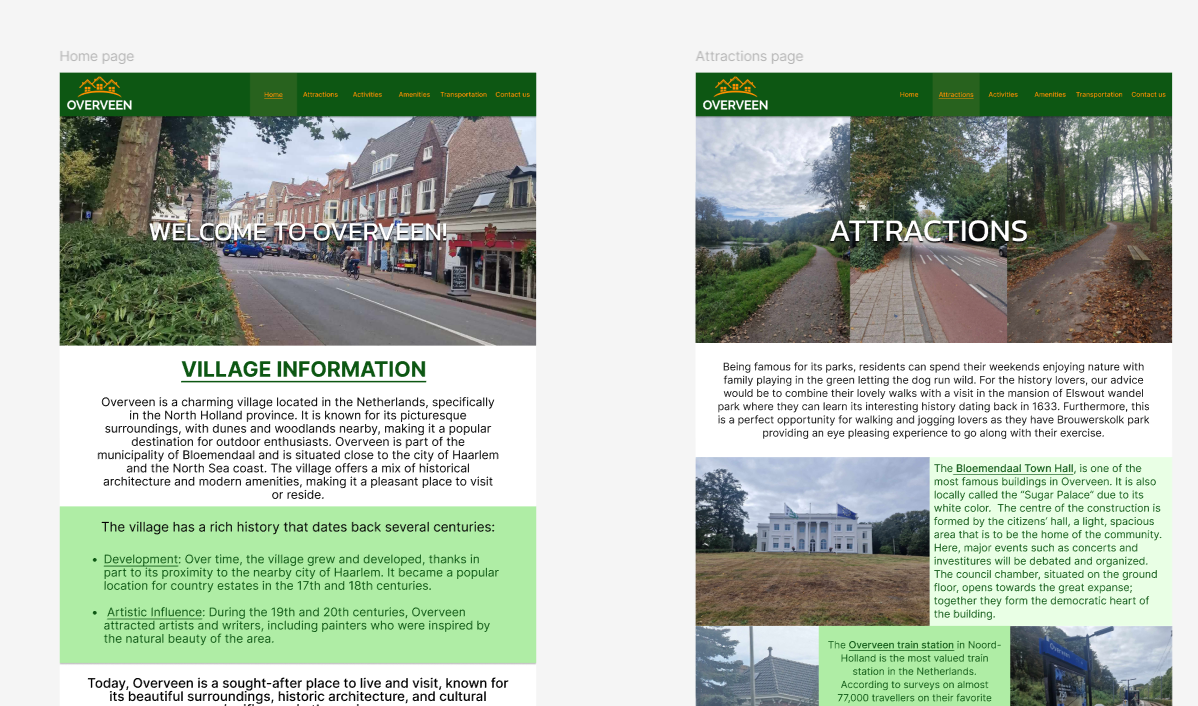 Home page
OVERVEEN
Home Attractions Activities Amenities Transportation Contact us
WELCOME TO OVERVEEN!
VILLAGE INFORMATION
Overveen is a charming village located in the Netherlands, specifically
in the North Holland province. It is known for its picturesque
surroundings, with dunes and woodlands nearby, making it a popular
destination for outdoor enthusiasts. Overveen is part of the
municipality of Bloemendaal and is situated close to the city of Haarlem
and the North Sea coast. The village offers a mix of historical
architecture and modern amenities, making it a pleasant place to visit
or reside.
The village has a rich history that dates back several centuries:
• Development: Over time, the village grew and developed, thanks in
part to its proximity to the nearby city of Haarlem. It became a popular
location for country estates in the 17th and 18th centuries.
• Artistic Influence: During the 19th and 20th centuries, Overveen
attracted artists and writers, including painters who were inspired by
the natural beauty of the area.
Today, Overveen is a sought-after place to live and visit, known for
its beautiful surroundings, historic architecture, and cultural
Attractions page
OVERVEEN
Home Attractions Activities Amenities Transportation Contact us
ATTRACTIONS
Being famous for its parks, residents can spend their weekends enjoying nature with
family playing in the green letting the dog run wild. For the history lovers, our advice
would be to combine their lovely walks with a visit in the mansion of Elswout wandel
park where they can learn its interesting history dating back in 1633. Furthermore, this
is a perfect opportunity for walking and jogging lovers as they have Brouwerskolk park
providing an eye pleasing experience to go along with their exercise.
The Bloemendaal Town Hall, is one of the
most famous buildings in Overveen. It is also
locally called the “Sugar Palace” due to its
white color. The centre of the construction is
formed by the citizens’ hall, a light, spacious
area that is to be the home of the community.
Here, major events such as concerts and
investitures will be debated and organized.
The council chamber, situated on the ground
floor, opens towards the great expanse;
together they form the democratic heart of
the building.
The Overveen train station in Noord-
Holland is the most valued train
station in the Netherlands.
According to surveys on almost
77,000 travellers on their favorite
Overveen